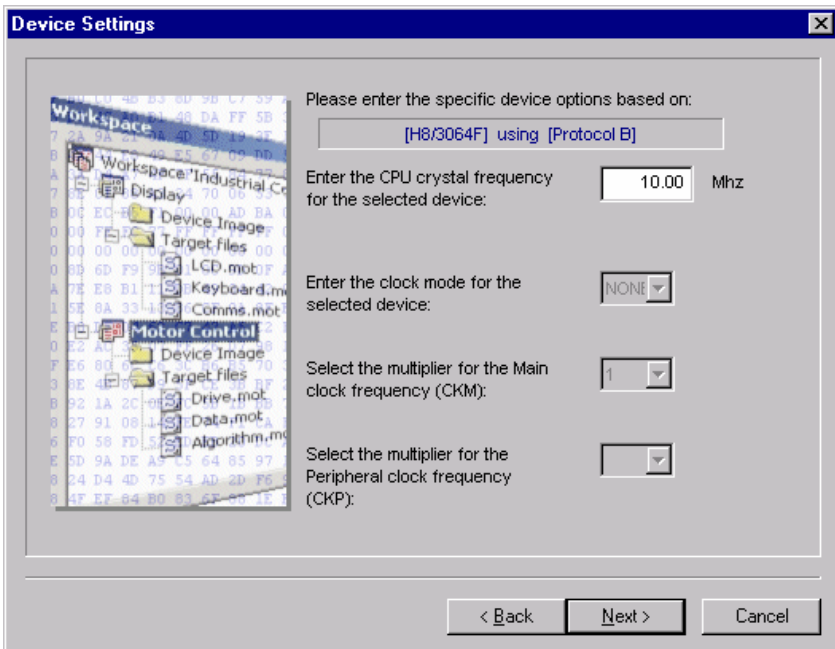 Device Settings
Please enter the specific device options based on:
[H8/3064F] using [Protocol B]
Enter the CPU crystal frequency
for the selected device:
10.00 Mhz
Enter the clock mode for the
selected device:
NONE
Select the multiplier for the Main
clock frequency (CKM):
1
Select the multiplier for the
Peripheral clock frequency
(CKP):
Workspace
Workspace 'Industrial Co
Display
Device Image
Target files
LCD.mot
Keyboard.m
Comms.mot
Motor Control
Device Image
Target files
Drive.mot
Data.mot
Algorithm.mo
< Back
Next >
Cancel